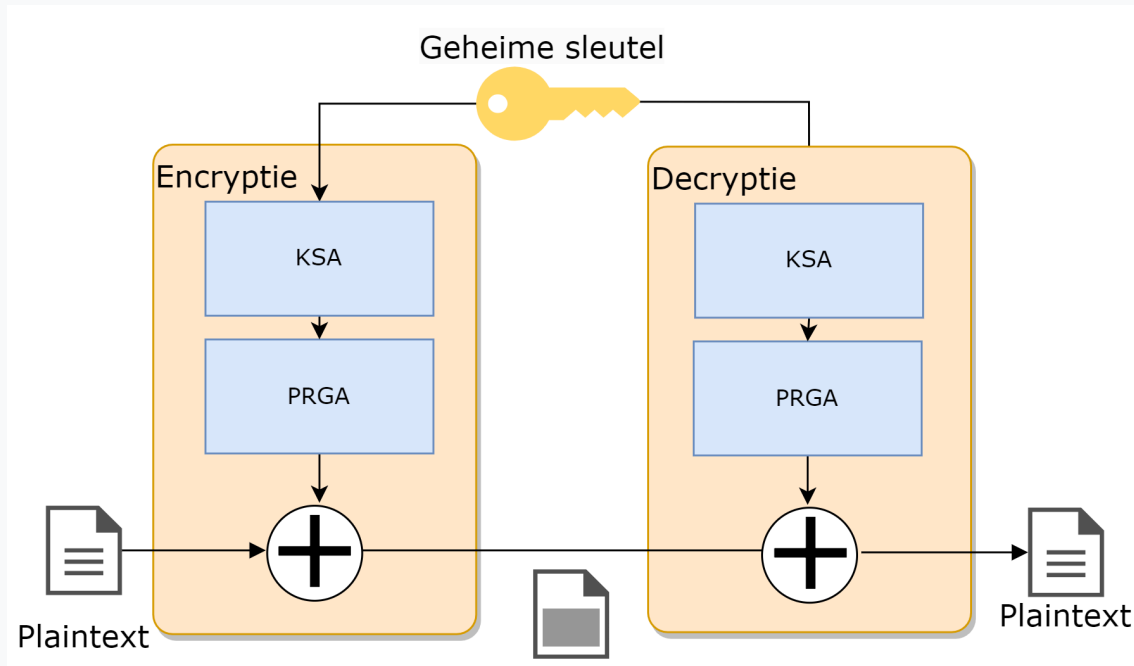 Geheime sleutel
Encryptie
Decryptie
KSA
KSA
PRGA
PRGA
Plaintext
Plaintext